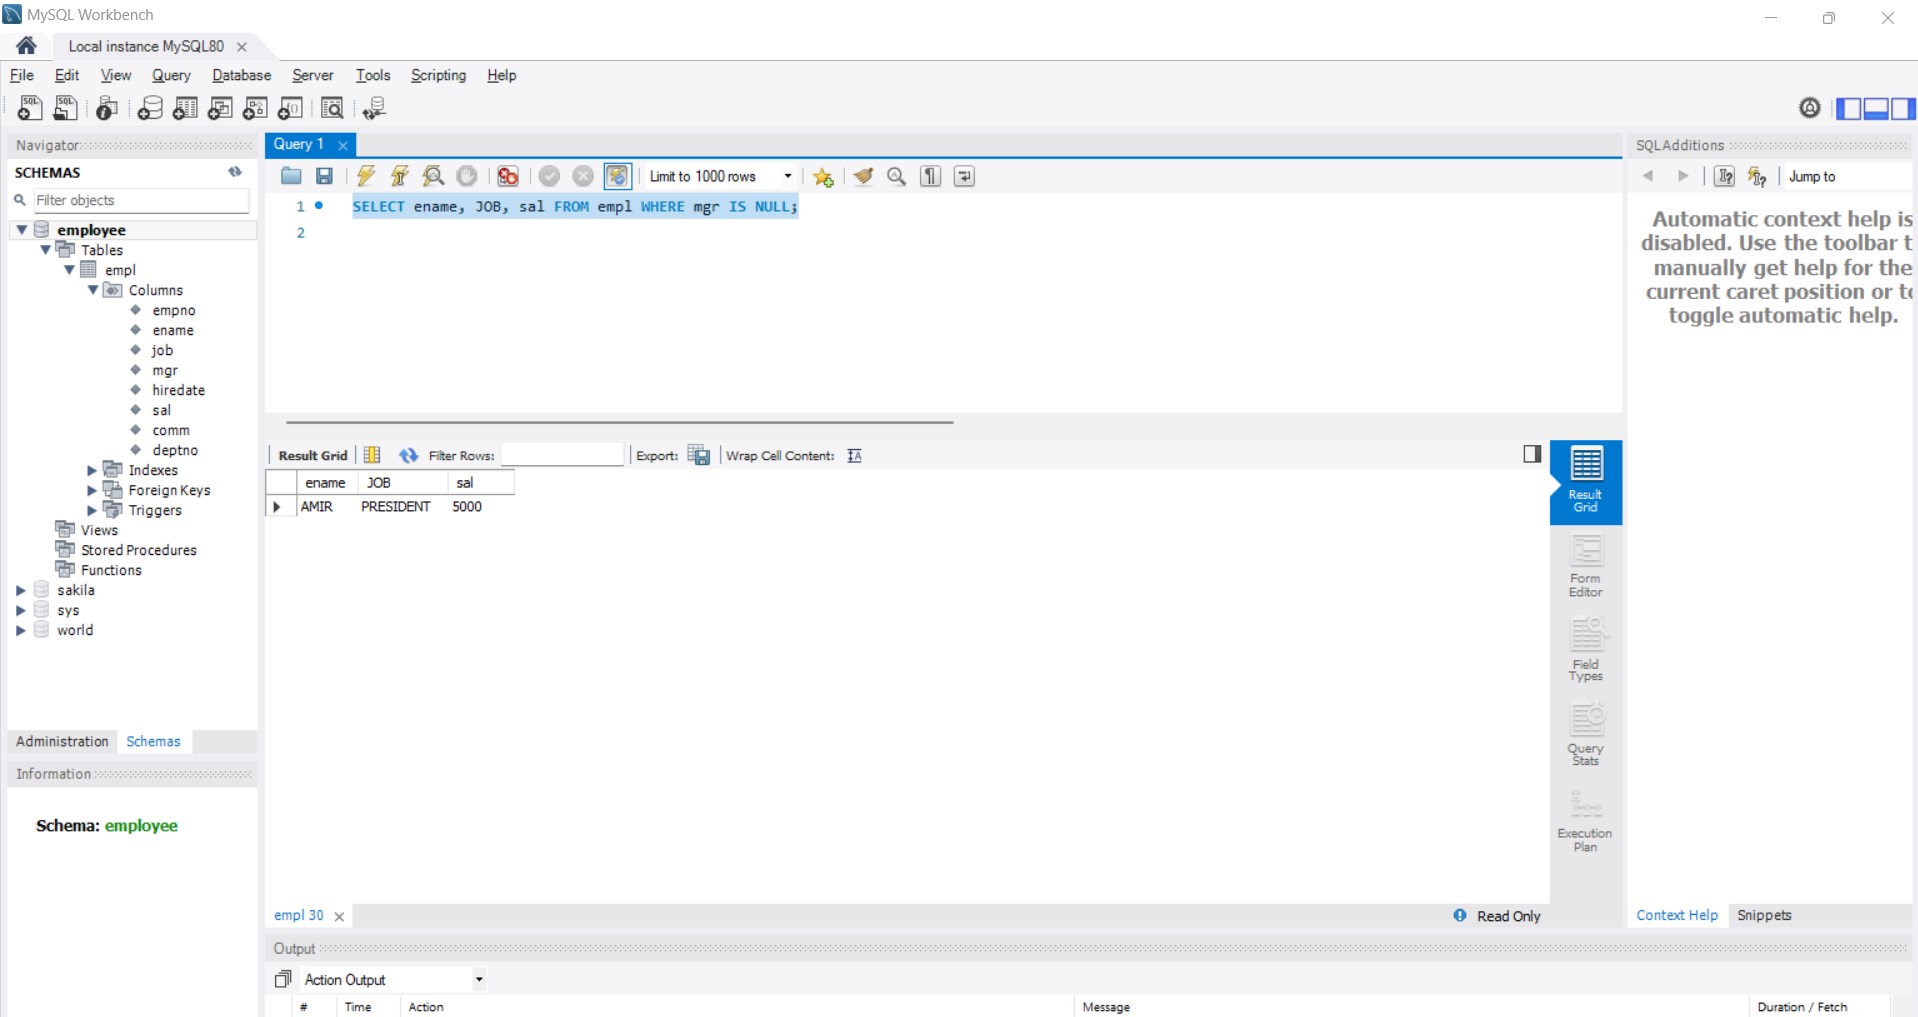 MySQL Workbench
Local instance MySQL80
File Edit View Query Database Server Tools Scripting Help
Navigator
SCHEMAS
Filter objects
employee
Tables
empl
Columns
empno
ename
job
mgr
hiredate
sal
comm
deptno
Indexes
Foreign Keys
Triggers
Views
Stored Procedures
Functions
sakila
sys
world
Administration Schemas
Information
Schema: employee
Query 1
Limit to 1000 rows
1 SELECT ename, JOB, sal FROM empl WHERE mgr IS NULL;
2
Result Grid Filter Rows: Export: Wrap Cell Content:
ename JOB sal
AMIR PRESIDENT 5000
Result
Grid
Form
Editor
Field
Types
Query
Stats
Execution
Plan
empl 30 Read Only
SQLAdditions
Jump to
Automatic context help is
disabled. Use the toolbar t
manually get help for the
current caret position or to
toggle automatic help.
Context Help Snippets
Output
Action Output
# Time Action Message Duration / Fetch